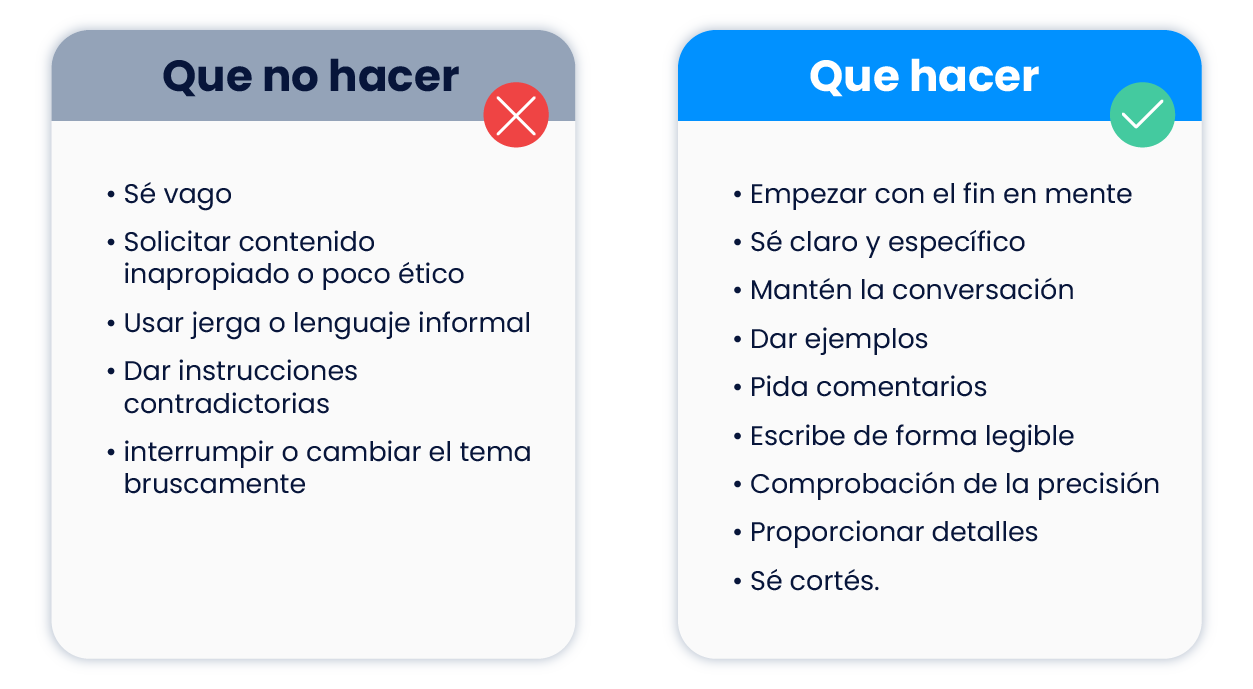 Que no hacer
• Sé vago
• Solicitar contenido
inapropiado o poco ético
• Usar jerga o lenguaje informal
• Dar instrucciones
contradictorias
• interrumpir o cambiar el tema
bruscamente
Que hacer
• Empezar con el fin en mente
• Sé claro y específico
• Mantén la conversación
• Dar ejemplos
• Pida comentarios
• Escribe de forma legible
• Comprobación de la precisión
• Proporcionar detalles
• Sé cortés.